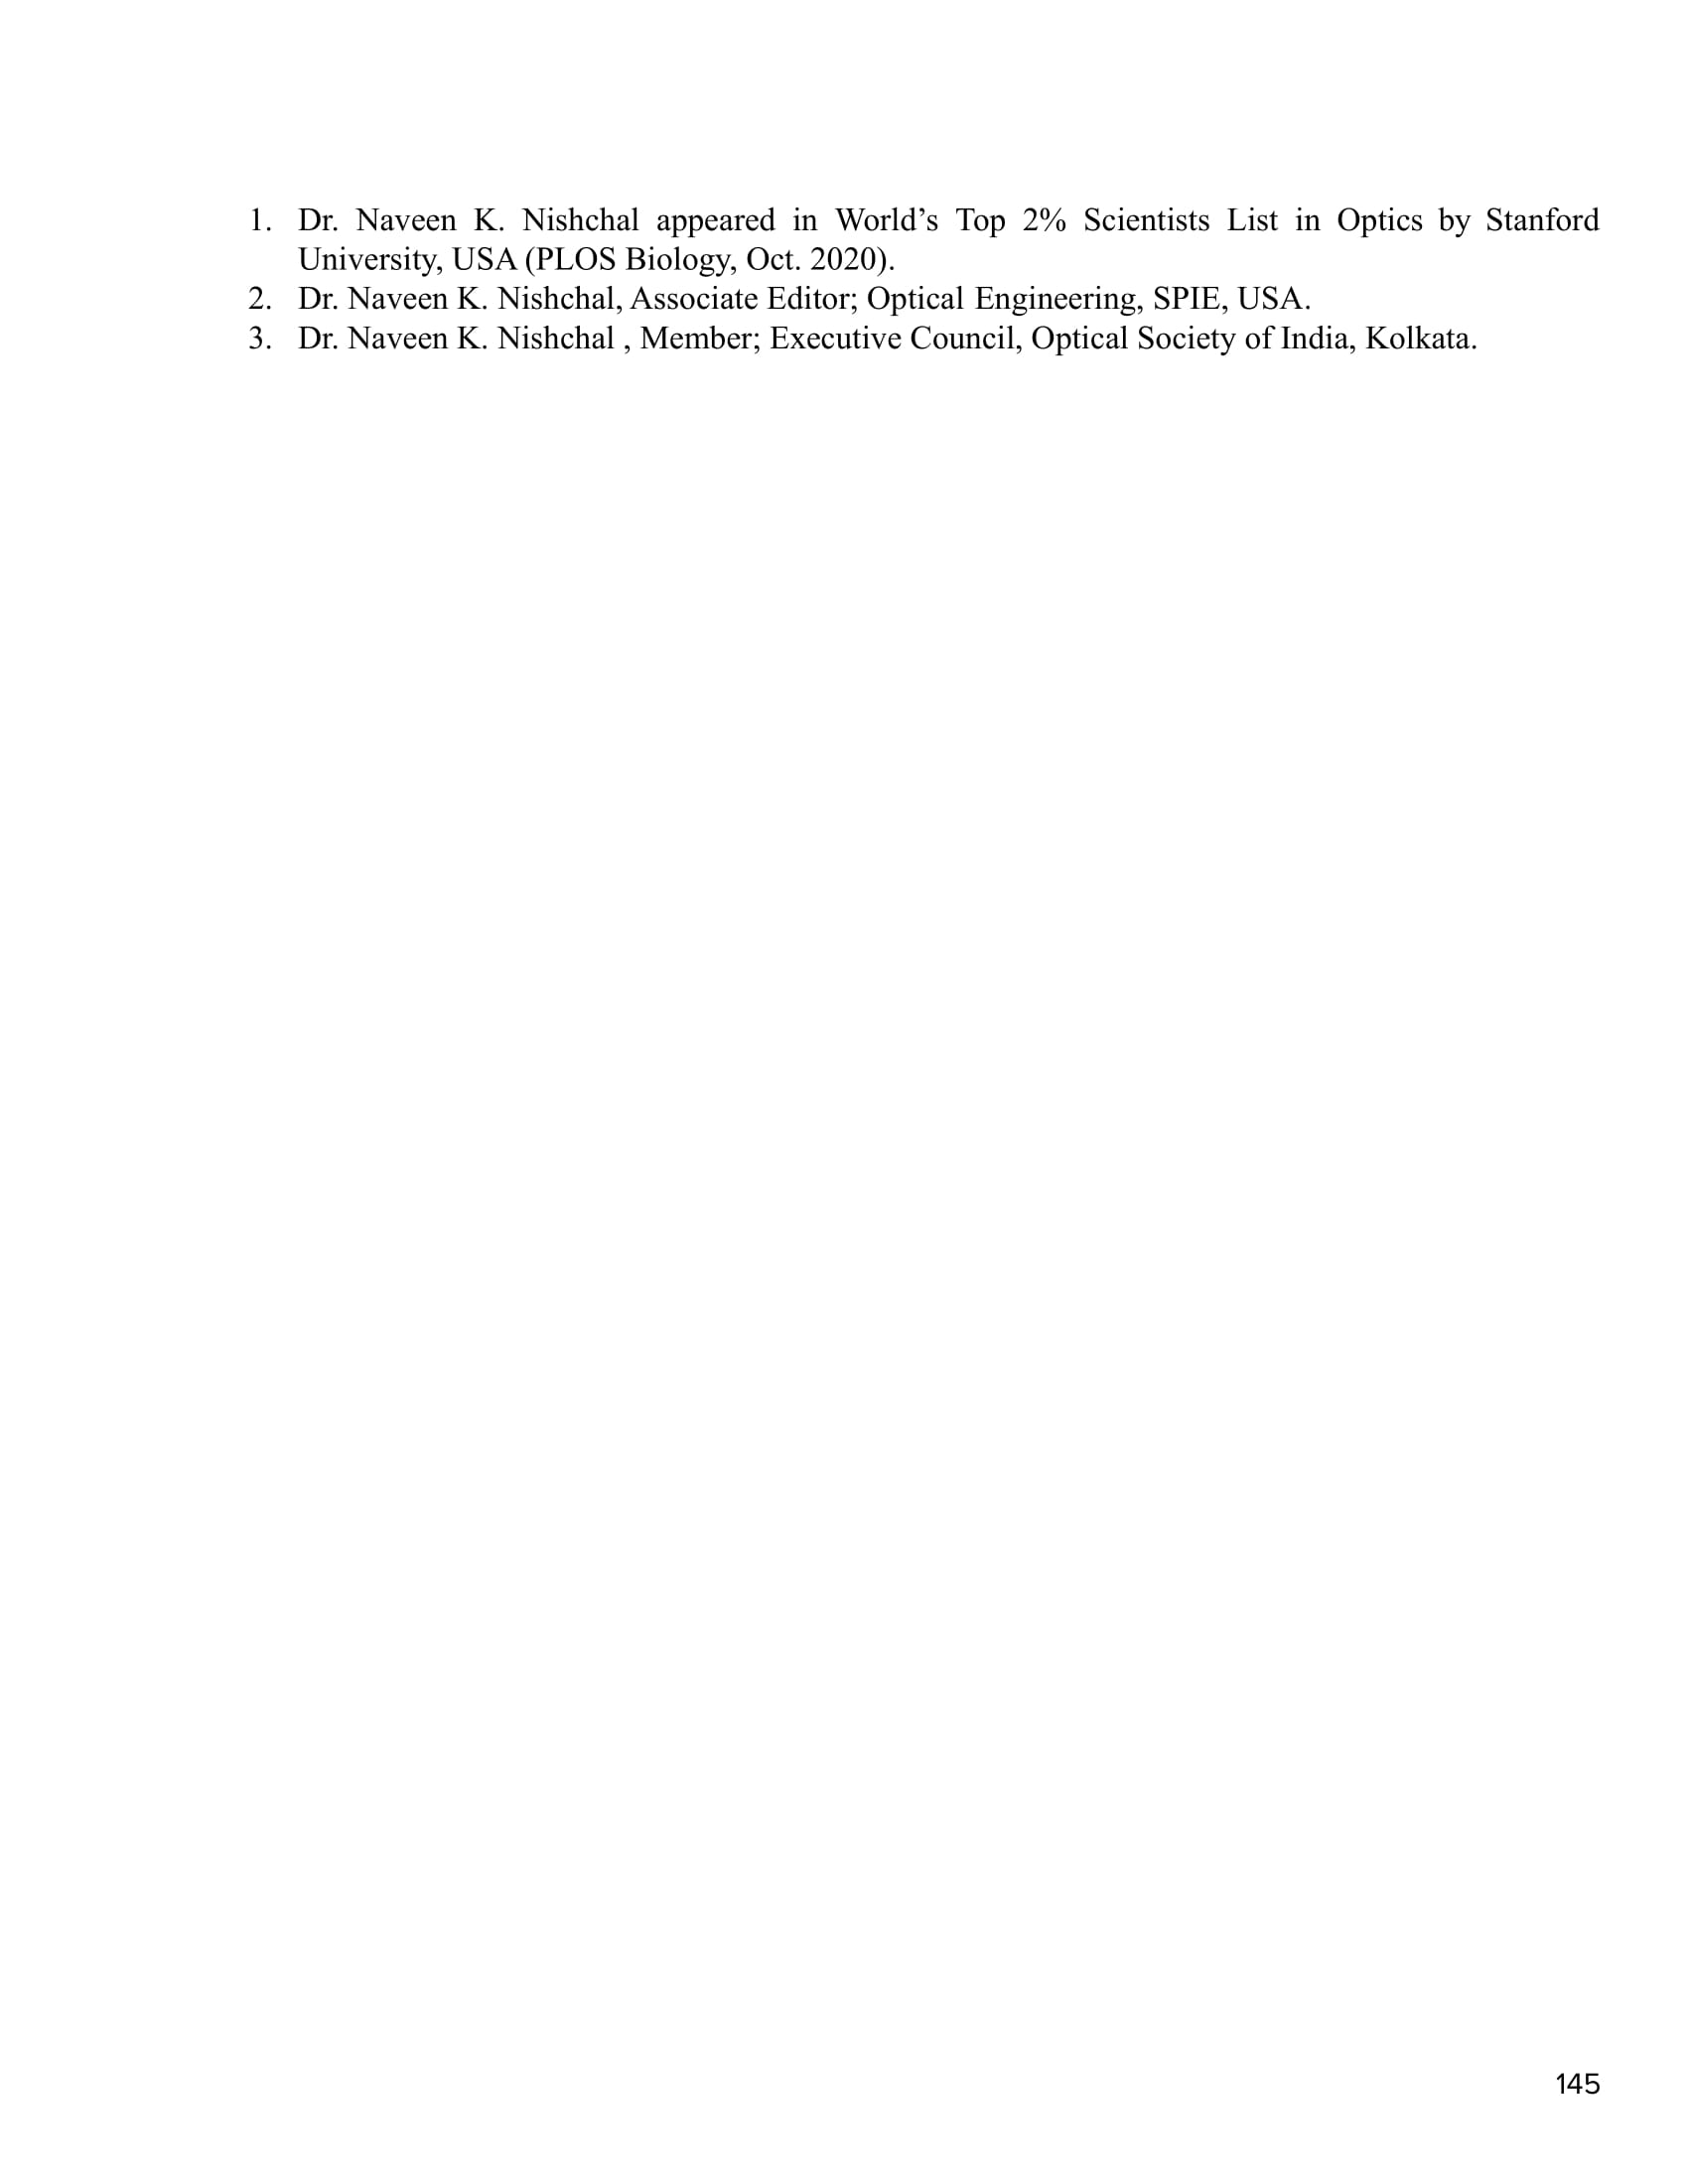 1. Dr. Naveen K. Nishchal appeared in World’s Top 2% Scientists List in Optics by Stanford
University, USA (PLOS Biology, Oct. 2020).
2. Dr. Naveen K. Nishchal, Associate Editor; Optical Engineering, SPIE, USA.
3. Dr. Naveen K. Nishchal , Member; Executive Council, Optical Society of India, Kolkata.
145